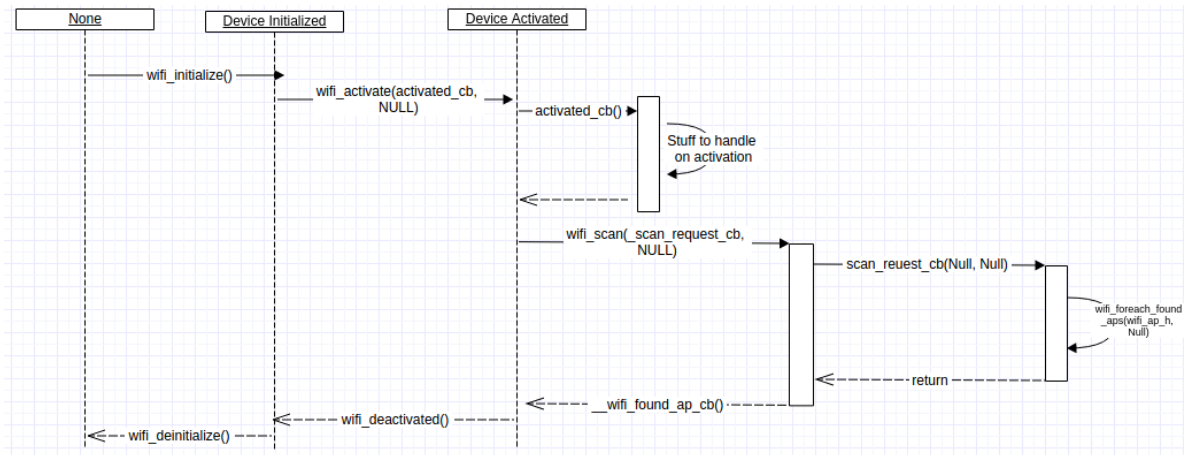 None
Device Initialized
Device Activated
wifi_initialize()
wifi_activate(activated_cb,
NULL)
activated_cb()
Stuff to handle
on activation
wifi_scan(_scan_request_cb,
NULL)
scan_reuest_cb(Null, Null)
wifi_foreach_found
_aps(wifi_ap_h,
Null)
return
__wifi_found_ap_cb()
wifi_deactivated()
wifi_deinitialize()